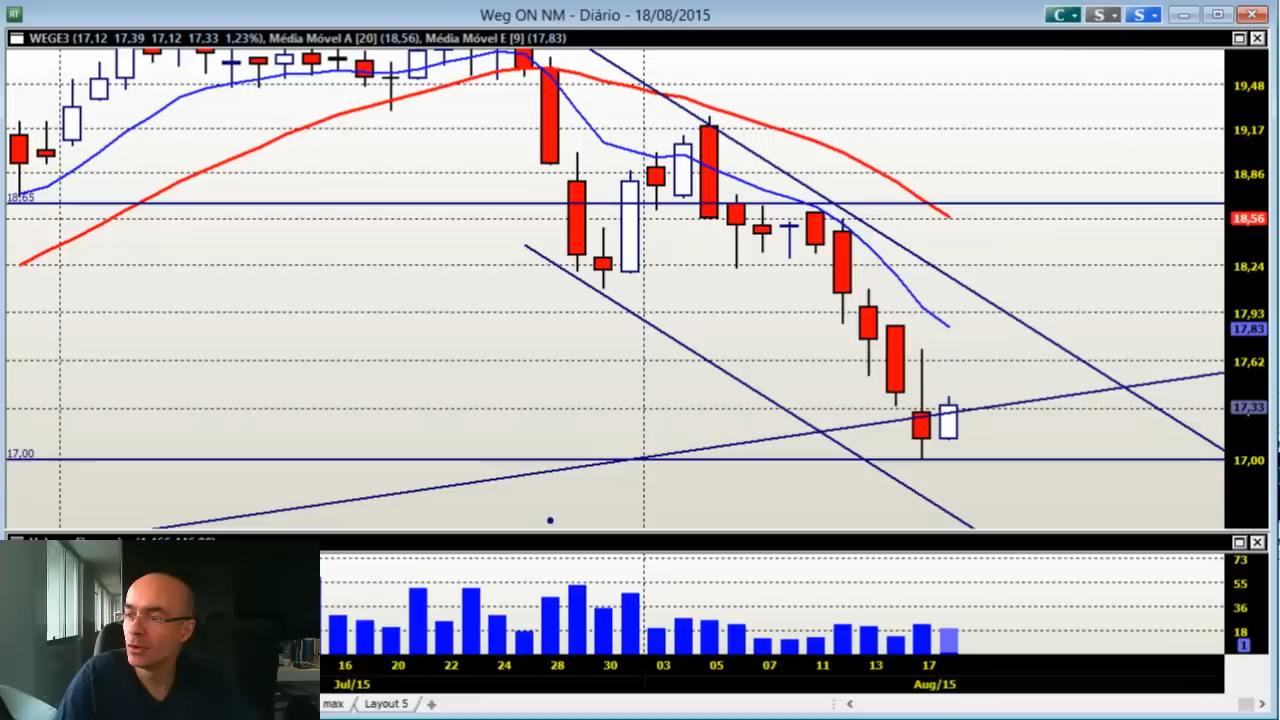 RT
Weg ON NM - Diário - 18/08/2015
C S S
WEGE3 (17,12 17,39 17,12 17,33 1,23%), Média Móvel A [20] (18,56), Média Móvel E [9] (17,83)
19,48
19,17
18,86
18,65
18,56
18,24
17,93
17,83
17,62
17,33
17,00
17,00
73
55
36
18
1
16 20 22 24 28 30 03 05 07 11 13 17
Jul/15 Aug/15
max Layout 5